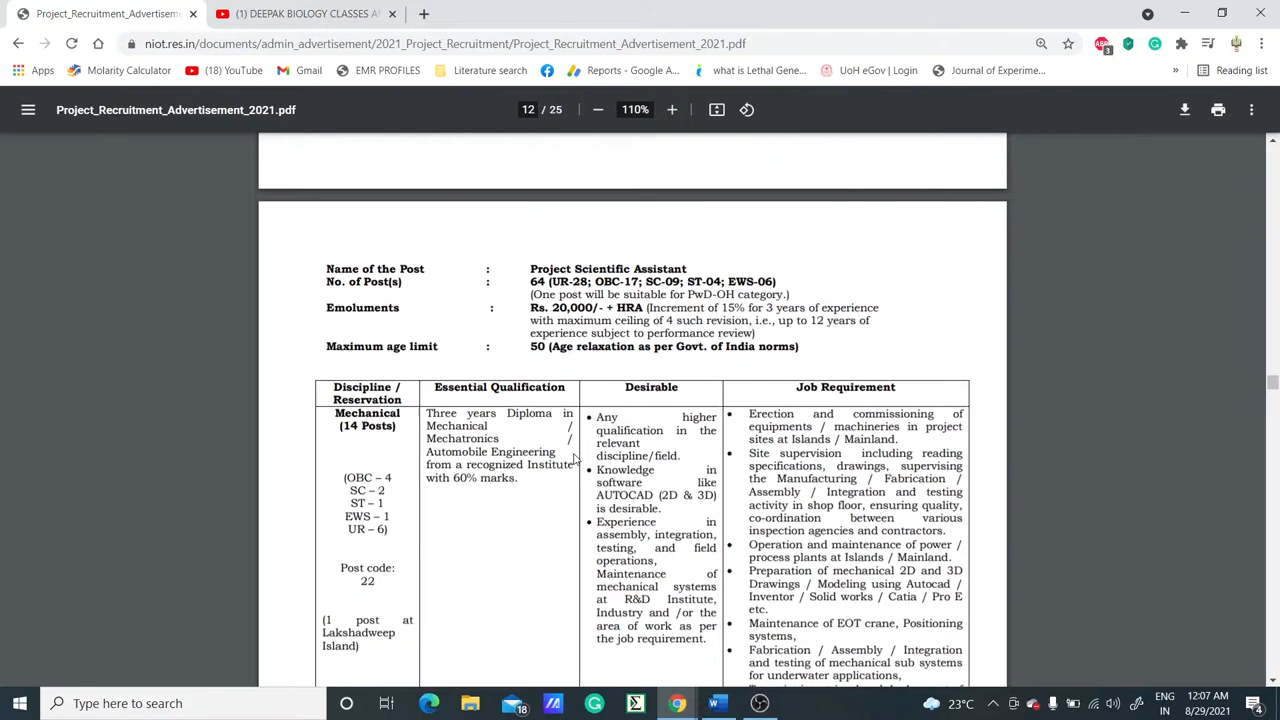 Project_Recruitment_Advertisemen
(1) DEEPAK BIOLOGY CLASSES A
niot.res.in/documents/admin_advertisement/2021_Project_Recruitment/Project_Recruitment_Advertisement_2021.pdf
Apps
Molarity Calculator
(18) YouTube
Gmail
EMR PROFILES
Literature search
Reports - Google A...
what is Lethal Gene...
UoH eGov | Login
Journal of Experime...
»
Reading list
Project_Recruitment_Advertisement_2021.pdf
12 / 25
110%
Name of the Post : Project Scientific Assistant
No. of Post(s) : 64 (UR-28; OBC-17; SC-09; ST-04; EWS-06)
(One post will be suitable for PwD-OH category.)
Emoluments : Rs. 20,000/- + HRA (Increment of 15% for 3 years of experience
with maximum ceiling of 4 such revision, i.e., up to 12 years of
experience subject to performance review)
Maximum age limit : 50 (Age relaxation as per Govt. of India norms)
Discipline /
Reservation
Essential Qualification
Desirable
Job Requirement
Mechanical
(14 Posts)
(OBC – 4
SC – 2
ST – 1
EWS – 1
UR – 6)
Post code:
22
(1 post at
Lakshadweep
Island)
Three years Diploma in
Mechanical /
Mechatronics /
Automobile Engineering
from a recognized Institute
with 60% marks.
• Any higher
qualification in the
relevant
discipline/field.
• Knowledge in
software like
AUTOCAD (2D & 3D)
is desirable.
• Experience in
assembly, integration,
testing, and field
operations,
Maintenance of
mechanical systems
at R&D Institute,
Industry and /or the
area of work as per
the job requirement.
• Erection and commissioning of
equipments / machineries in project
sites at Islands / Mainland.
• Site supervision including reading
specifications, drawings, supervising
the Manufacturing / Fabrication /
Assembly / Integration and testing
activity in shop floor, ensuring quality,
co-ordination between various
inspection agencies and contractors.
• Operation and maintenance of power /
process plants at Islands / Mainland.
• Preparation of mechanical 2D and 3D
Drawings / Modeling using Autocad /
Inventor / Solid works / Catia / Pro E
etc.
• Maintenance of EOT crane, Positioning
systems,
• Fabrication / Assembly / Integration
and testing of mechanical sub systems
for underwater applications,
Type here to search
23°C
ENG
IN
12:07 AM
8/29/2021